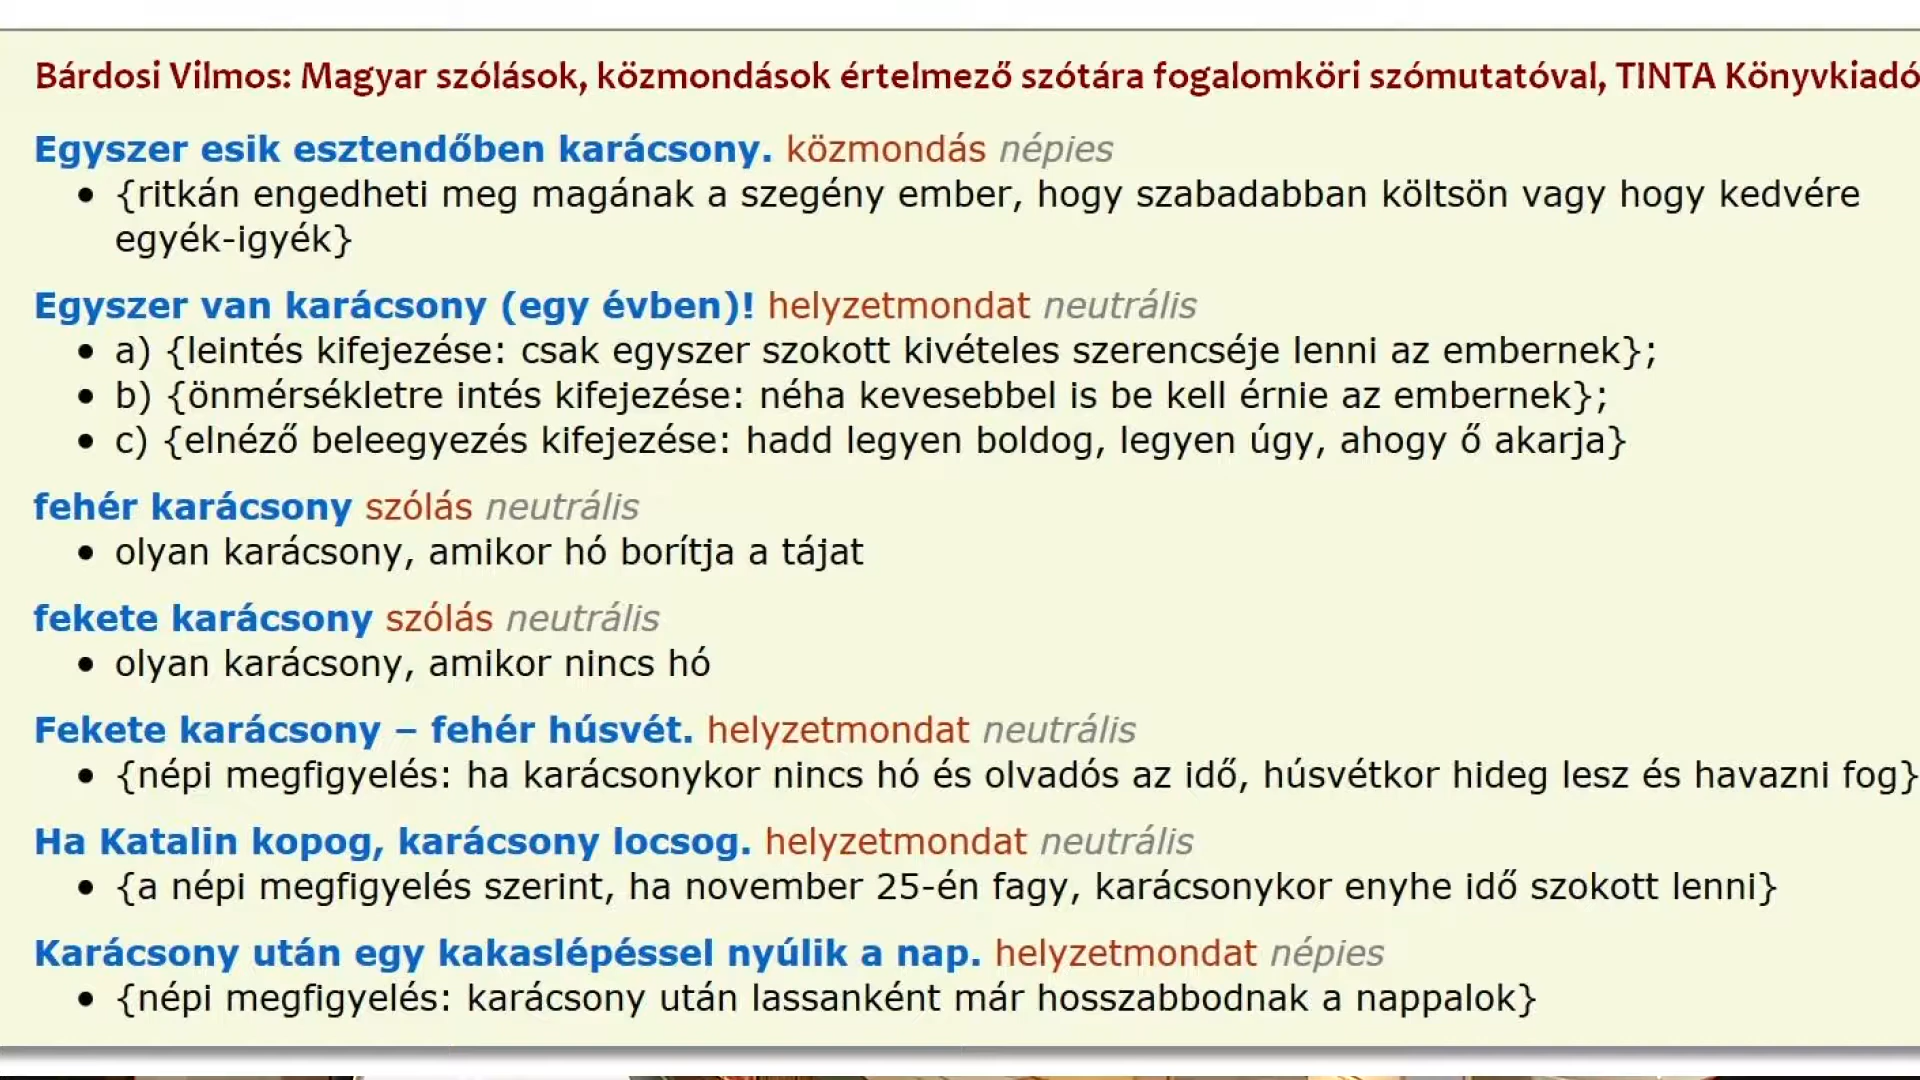 Bárdosi Vilmos: Magyar szólások, közmondások értelmező szótára fogalomköri szómutatóval, TINTA Könyvkiadó
Egyszer esik esztendőben karácsony. közmondás népies
• {ritkán engedheti meg magának a szegény ember, hogy szabadabban költsön vagy hogy kedvére
egyék-igyék}
Egyszer van karácsony (egy évben)! helyzetmondat neutrális
• a) {leintés kifejezése: csak egyszer szokott kivételes szerencséje lenni az embernek};
• b) {önmérsékletre intés kifejezése: néha kevesebbel is be kell érnie az embernek};
• c) {elnéző beleegyezés kifejezése: hadd legyen boldog, legyen úgy, ahogy ő akarja}
fehér karácsony szólás neutrális
• olyan karácsony, amikor hó borítja a tájat
fekete karácsony szólás neutrális
• olyan karácsony, amikor nincs hó
Fekete karácsony – fehér húsvét. helyzetmondat neutrális
• {népi megfigyelés: ha karácsonykor nincs hó és olvadós az idő, húsvétkor hideg lesz és havazni fog}
Ha Katalin kopog, karácsony locsog. helyzetmondat neutrális
• {a népi megfigyelés szerint, ha november 25-én fagy, karácsonykor enyhe idő szokott lenni}
Karácsony után egy kakaslépéssel nyúlik a nap. helyzetmondat népies
• {népi megfigyelés: karácsony után lassanként már hosszabbodnak a nappalok}